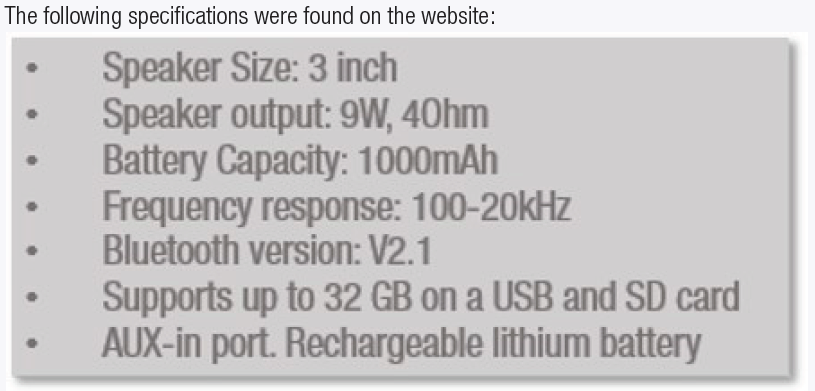 The following specifications were found on the website:
• Speaker Size: 3 inch
• Speaker output: 9W, 4Ohm
• Battery Capacity: 1000mAh
• Frequency response: 100-20kHz
• Bluetooth version: V2.1
• Supports up to 32 GB on a USB and SD card
• AUX-in port. Rechargeable lithium battery